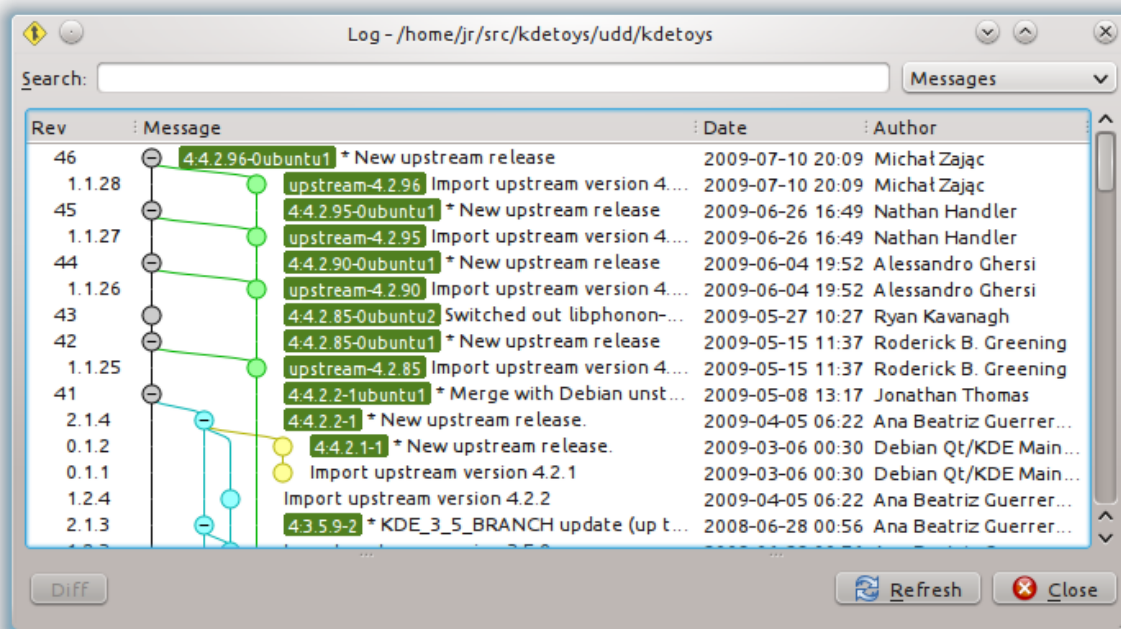 Log - /home/jr/src/kdetoys/udd/kdetoys
Search: Messages
Rev Message Date Author
46 4:4.2.96-0ubuntu1 * New upstream release 2009-07-10 20:09 Michał Zając
1.1.28 upstream-4.2.96 Import upstream version 4.... 2009-07-10 20:09 Michał Zając
45 4:4.2.95-0ubuntu1 * New upstream release 2009-06-26 16:49 Nathan Handler
1.1.27 upstream-4.2.95 Import upstream version 4.... 2009-06-26 16:49 Nathan Handler
44 4:4.2.90-0ubuntu1 * New upstream release 2009-06-04 19:52 Alessandro Ghersi
1.1.26 upstream-4.2.90 Import upstream version 4.... 2009-06-04 19:52 Alessandro Ghersi
43 4:4.2.85-0ubuntu2 Switched out libphonon-... 2009-05-27 10:27 Ryan Kavanagh
42 4:4.2.85-0ubuntu1 * New upstream release 2009-05-15 11:37 Roderick B. Greening
1.1.25 upstream-4.2.85 Import upstream version 4.... 2009-05-15 11:37 Roderick B. Greening
41 4:4.2.2-1ubuntu1 * Merge with Debian unst... 2009-05-08 13:17 Jonathan Thomas
2.1.4 4:4.2.2-1 * New upstream release. 2009-04-05 06:22 Ana Beatriz Guerrer...
0.1.2 4:4.2.1-1 * New upstream release. 2009-03-06 00:30 Debian Qt/KDE Main...
0.1.1 Import upstream version 4.2.1 2009-03-06 00:30 Debian Qt/KDE Main...
1.2.4 Import upstream version 4.2.2 2009-04-05 06:22 Ana Beatriz Guerrer...
2.1.3 4:3.5.9-2 * KDE_3_5_BRANCH update (up t... 2008-06-28 00:56 Ana Beatriz Guerrer...
Diff Refresh Close